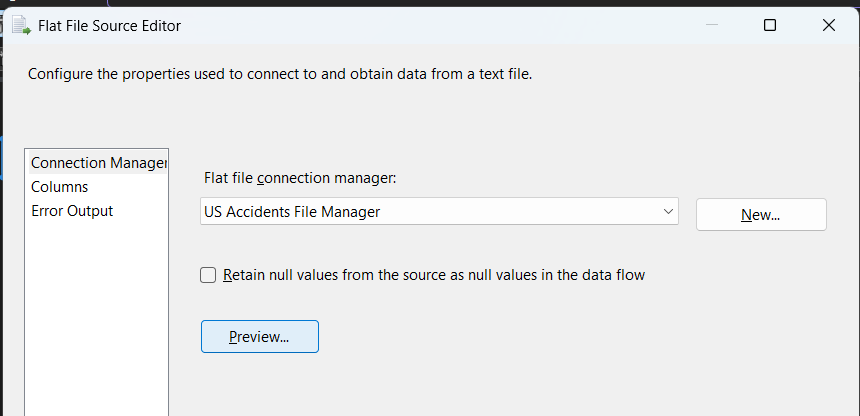 Flat File Source Editor
Configure the properties used to connect to and obtain data from a text file.
Connection Manager
Columns
Error Output
Flat file connection manager:
US Accidents File Manager
New...
Retain null values from the source as null values in the data flow
Preview...